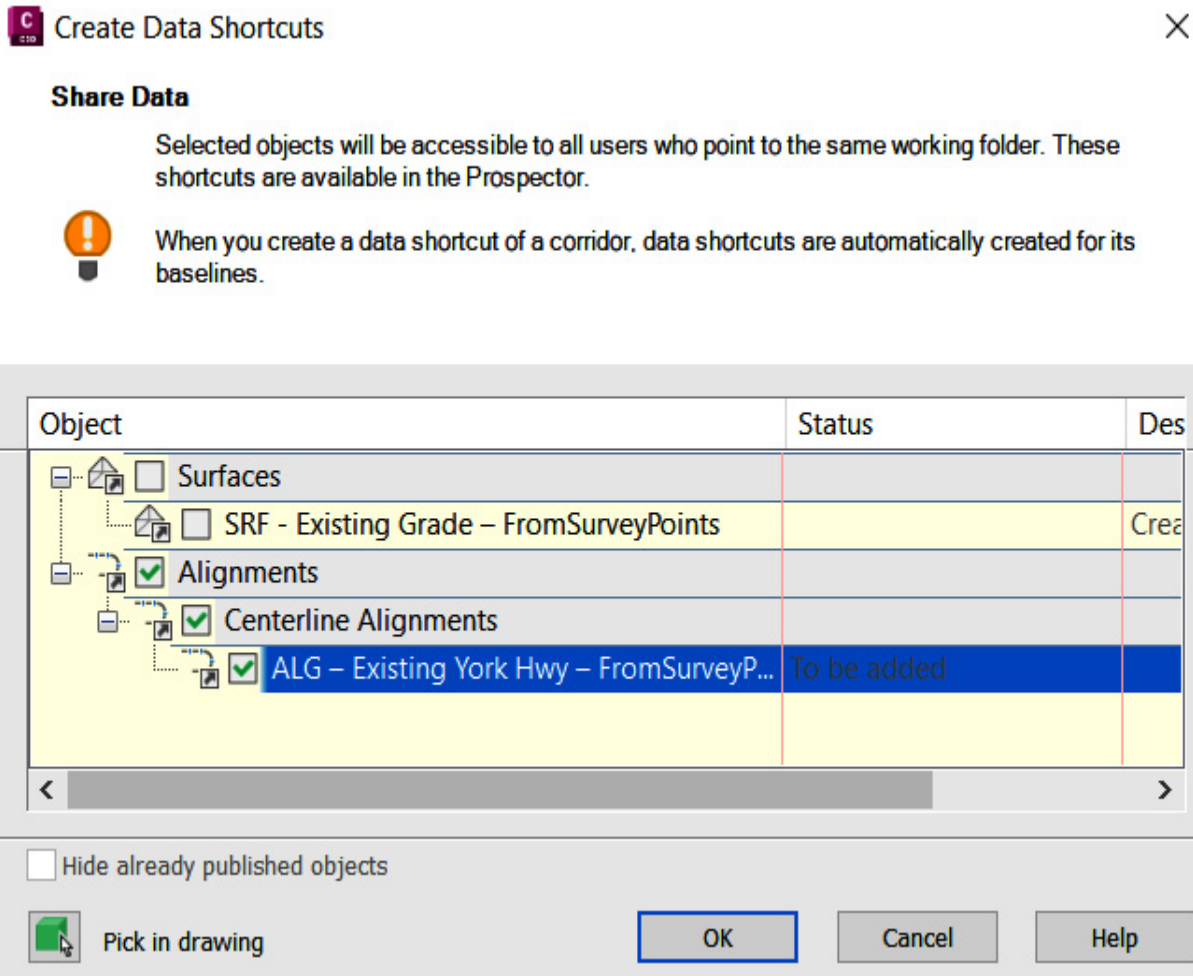 Create Data Shortcuts
Share Data
Selected objects will be accessible to all users who point to the same working folder. These
shortcuts are available in the Prospector.
When you create a data shortcut of a corridor, data shortcuts are automatically created for its
baselines.
Object Status Des
Surfaces
SRF - Existing Grade – FromSurveyPoints Crea
Alignments
Centerline Alignments
ALG – Existing York Hwy – FromSurveyP... To be added
Hide already published objects
Pick in drawing OK Cancel Help